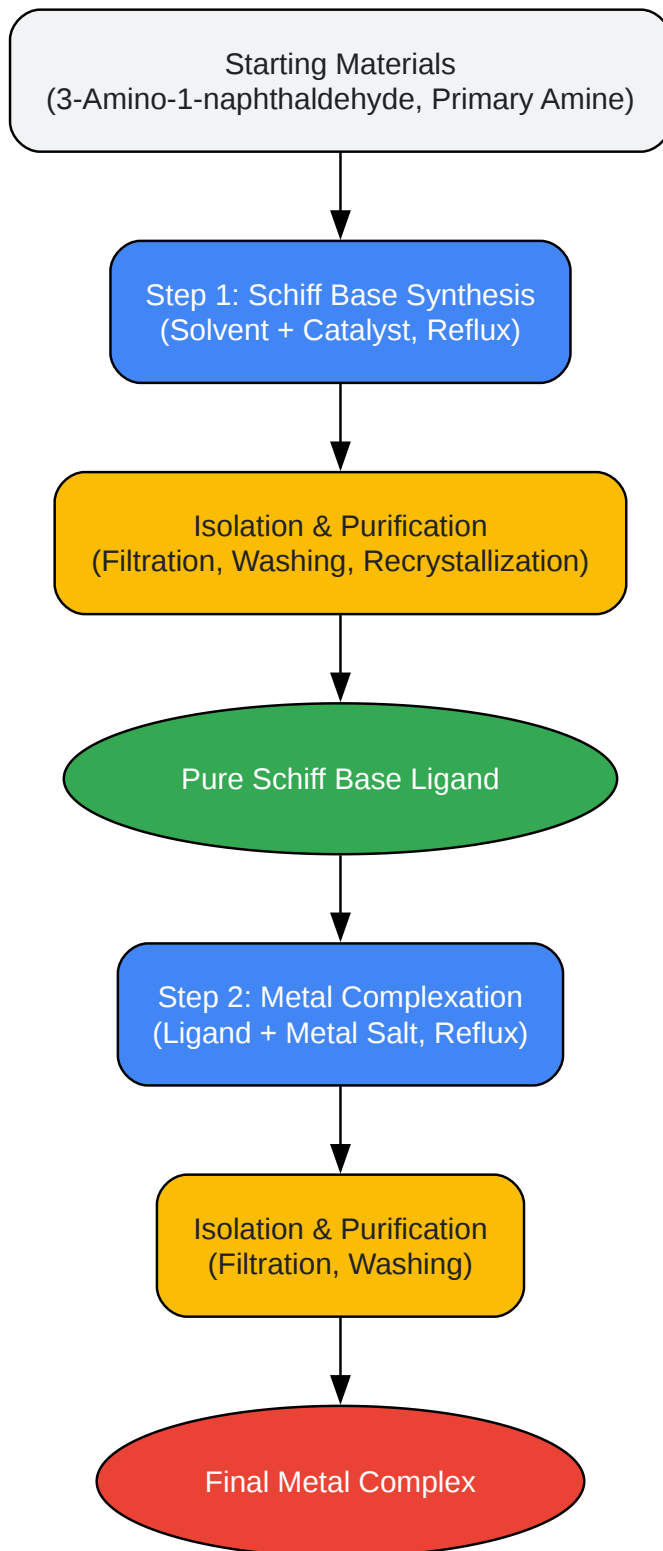 Starting Materials
(3-Amino-1-naphthaldehyde, Primary Amine)
Step 1: Schiff Base Synthesis
(Solvent + Catalyst, Reflux)
Isolation & Purification
(Filtration, Washing, Recrystallization)
Pure Schiff Base Ligand
Step 2: Metal Complexation
(Ligand + Metal Salt, Reflux)
Isolation & Purification
(Filtration, Washing)
Final Metal Complex